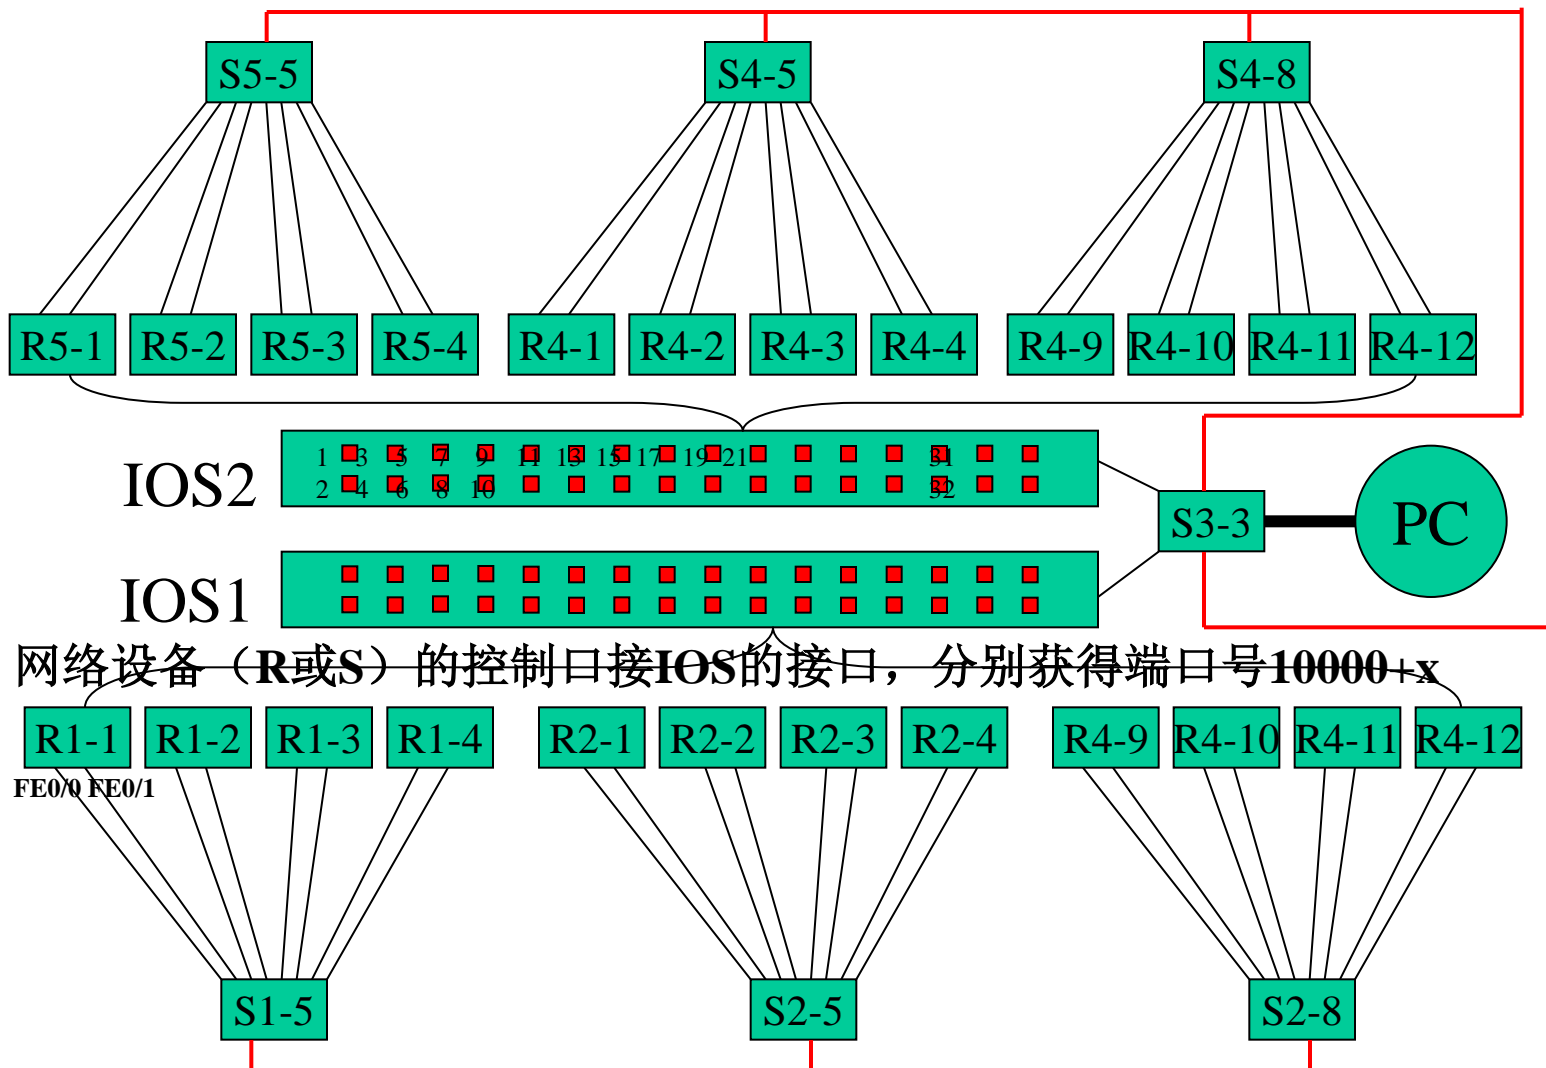 S5-5 S4-5 S4-8
R5-1 R5-2 R5-3 R5-4 R4-1 R4-2 R4-3 R4-4 R4-9 R4-10 R4-11 R4-12
1 3 5 7 9 11 13 15 17 19 21 31
IOS2
2 4 6 8 10 32
S3-3
PC
IOS1
网络设备（R或S）的控制口接IOS的接口，分别获得端口号10000+x
R1-1 R1-2 R1-3 R1-4 R2-1 R2-2 R2-3 R2-4 R4-9 R4-10 R4-11 R4-12
FE0/0 FE0/1
S1-5 S2-5 S2-8